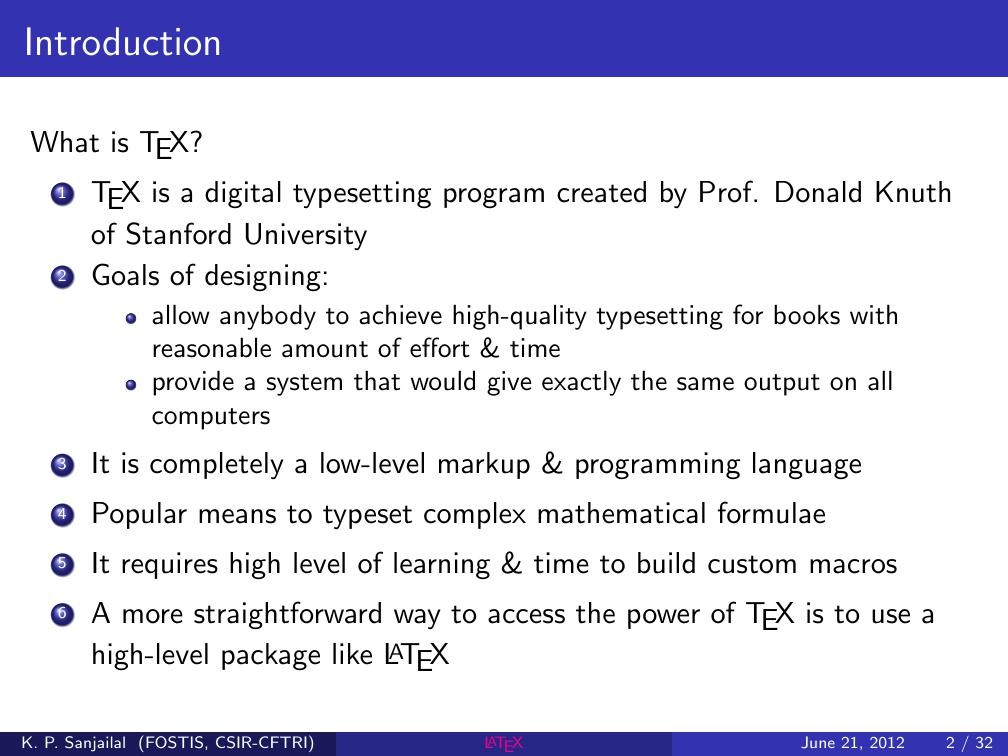 Introduction
What is TEX?
1 TEX is a digital typesetting program created by Prof. Donald Knuth
of Stanford University
2 Goals of designing:
allow anybody to achieve high-quality typesetting for books with
reasonable amount of effort & time
provide a system that would give exactly the same output on all
computers
3 It is completely a low-level markup & programming language
4 Popular means to typeset complex mathematical formulae
5 It requires high level of learning & time to build custom macros
6 A more straightforward way to access the power of TEX is to use a
high-level package like LATEX
K. P. Sanjailal (FOSTIS, CSIR-CFTRI) LATEX June 21, 2012 2 / 32